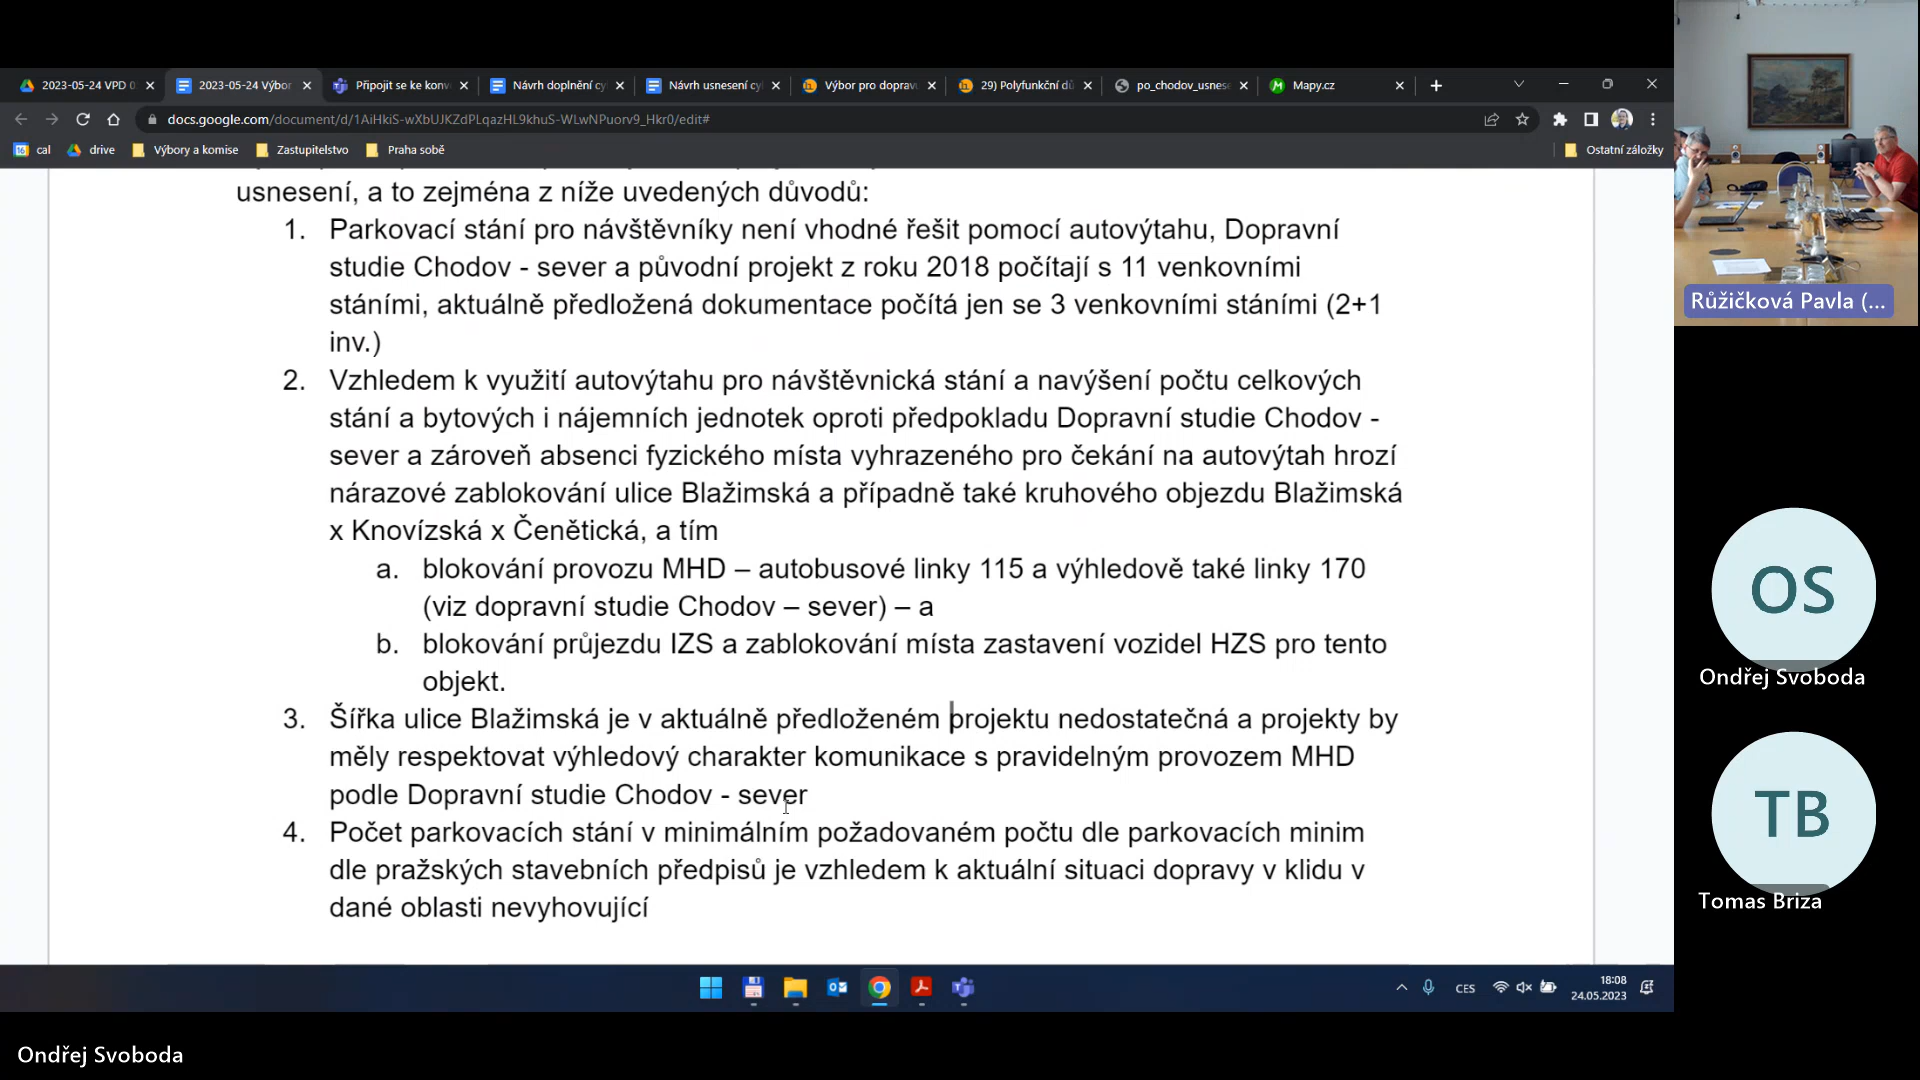 2023-05-24 VPD 0
2023-05-24 Výbor
Připojit se ke konv
Návrh doplnění cy
Návrh usnesení cyk
Výbor pro doprav
29) Polyfunkční dů
po_chodov_usnese
Mapy.cz
docs.google.com/document/d/1AiHkiS-wXbUJKZdPLqazHL9khuS-WLwNPuorv9_Hkr0/edit#
cal
drive
Výbory a komise
Zastupitelstvo
Praha sobě
Ostatní záložky
usnesení, a to zejména z níže uvedených důvodů:
1. Parkovací stání pro návštěvníky není vhodné řešit pomocí autovýtahu, Dopravní
studie Chodov - sever a původní projekt z roku 2018 počítají s 11 venkovními
stáními, aktuálně předložená dokumentace počítá jen se 3 venkovními stáními (2+1
inv.)
2. Vzhledem k využití autovýtahu pro návštěvnická stání a navýšení počtu celkových
stání a bytových i nájemních jednotek oproti předpokladu Dopravní studie Chodov -
sever a zároveň absenci fyzického místa vyhrazeného pro čekání na autovýtah hrozí
nárazové zablokování ulice Blažimská a případně také kruhového objezdu Blažimská
x Knovízská x Čenětická, a tím
a. blokování provozu MHD – autobusové linky 115 a výhledově také linky 170
(viz dopravní studie Chodov – sever) – a
b. blokování průjezdu IZS a zablokování místa zastavení vozidel HZS pro tento
objekt.
3. Šířka ulice Blažimská je v aktuálně předloženém projektu nedostatečná a projekty by
měly respektovat výhledový charakter komunikace s pravidelným provozem MHD
podle Dopravní studie Chodov - sever
4. Počet parkovacích stání v minimálním požadovaném počtu dle parkovacích minim
dle pražských stavebních předpisů je vzhledem k aktuální situaci dopravy v klidu v
dané oblasti nevyhovující
CES
18:08
24.05.2023
Růžičková Pavla (...
OS
Ondřej Svoboda
TB
Tomas Briza
Ondřej Svoboda